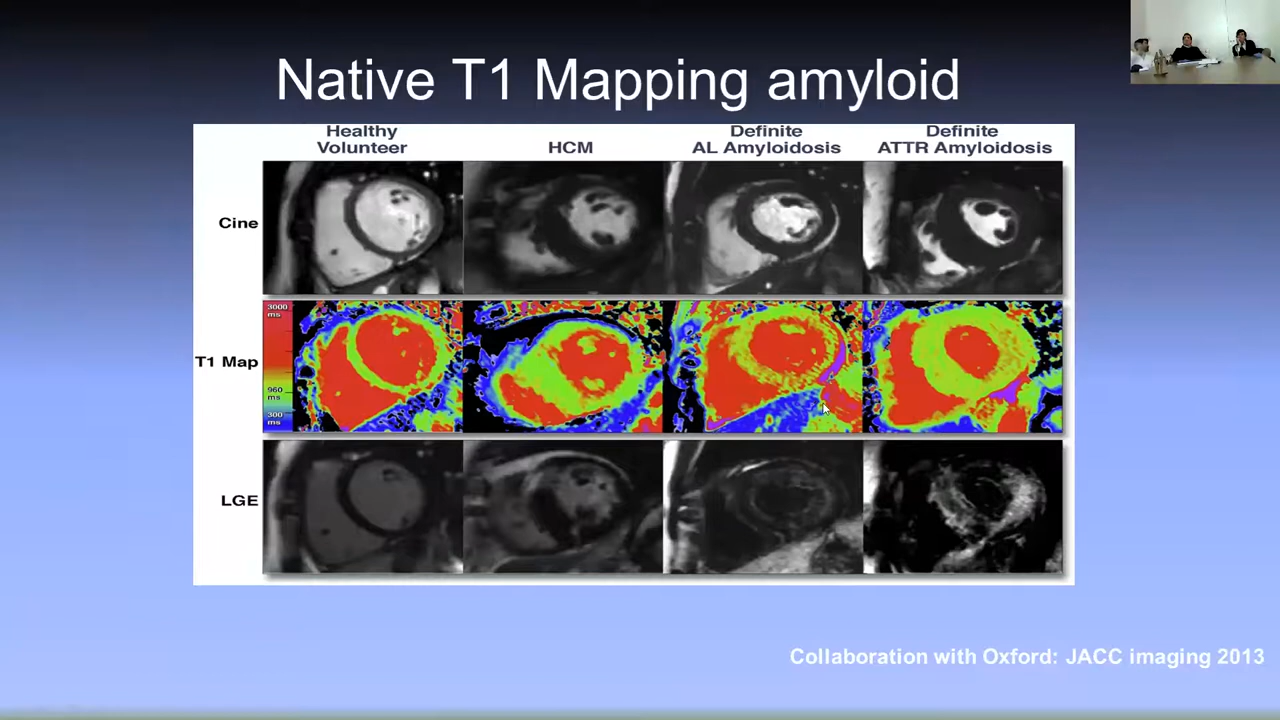 Native T1 Mapping amyloid
Healthy
Volunteer
HCM
Definite
AL Amyloidosis
Definite
ATTR Amyloidosis
Cine
T1 Map
3000
ms
960
ms
300
ms
LGE
Collaboration with Oxford: JACC imaging 2013